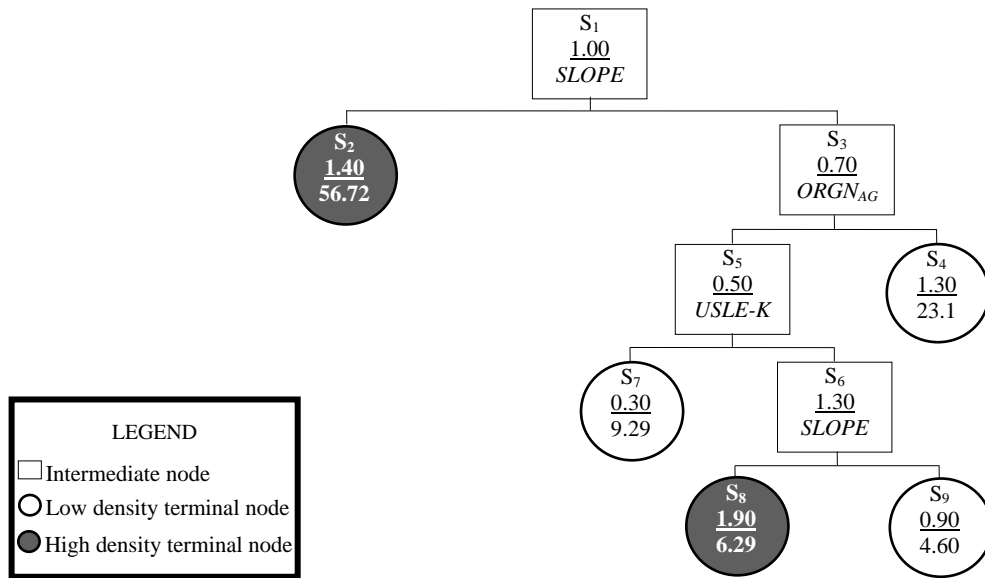 S₁
1.00
SLOPE
S₂
1.40
56.72
S₃
0.70
ORGN_AG
S₅
0.50
USLE-K
S₄
1.30
23.1
S₇
0.30
9.29
S₆
1.30
SLOPE
S₈
1.90
6.29
S₉
0.90
4.60
LEGEND
Intermediate node
Low density terminal node
High density terminal node